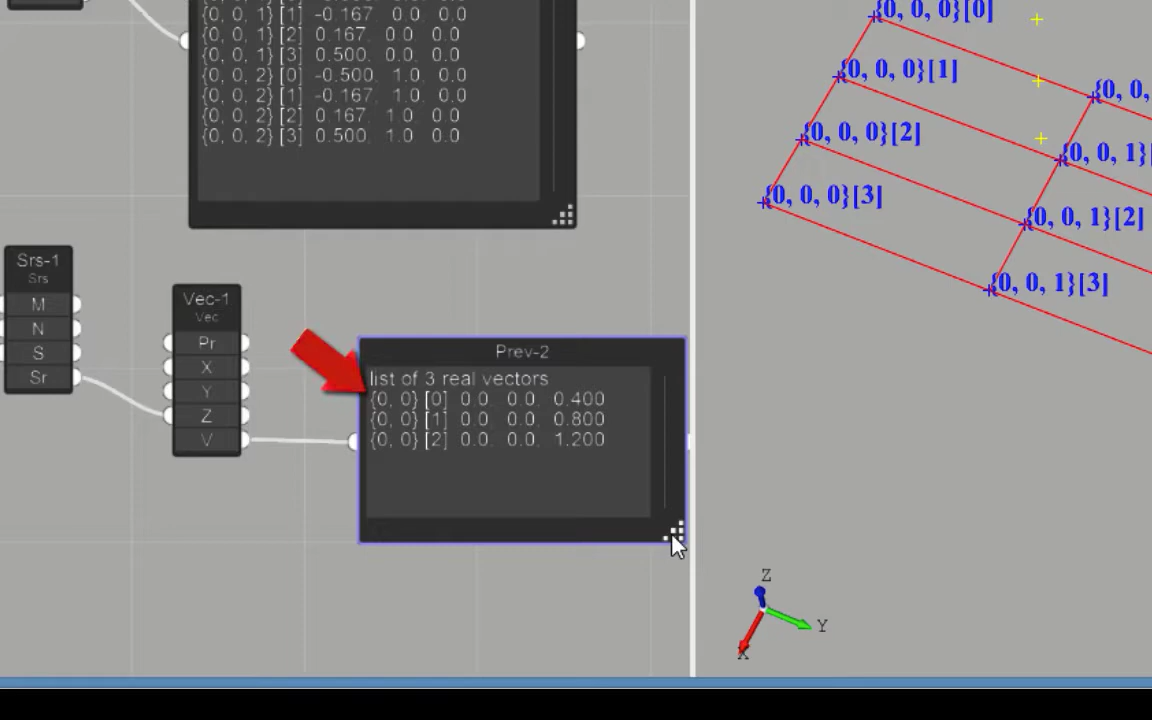 {0, 0, 1} [1] -0.167. 0.0. 0.0
{0, 0, 1} [2] 0.167. 0.0. 0.0
{0, 0, 1} [3] 0.500. 0.0. 0.0
{0, 0, 2} [0] -0.500. 1.0. 0.0
{0, 0, 2} [1] -0.167. 1.0. 0.0
{0, 0, 2} [2] 0.167. 1.0. 0.0
{0, 0, 2} [3] 0.500. 1.0. 0.0
Srs-1
Srs
M
N
S
Sr
Vec-1
Vec
Pr
X
Y
Z
V
Prev-2
list of 3 real vectors
{0, 0} [0] 0.0. 0.0. 0.400
{0, 0} [1] 0.0. 0.0. 0.800
{0, 0} [2] 0.0. 0.0. 1.200
{0, 0, 0}[0]
{0, 0, 0}[1]
{0, 0, 0}[2]
{0, 0, 0}[3]
{0, 0,
{0, 0, 1}[
{0, 0, 1}[2]
{0, 0, 1}[3]
Z
Y
X